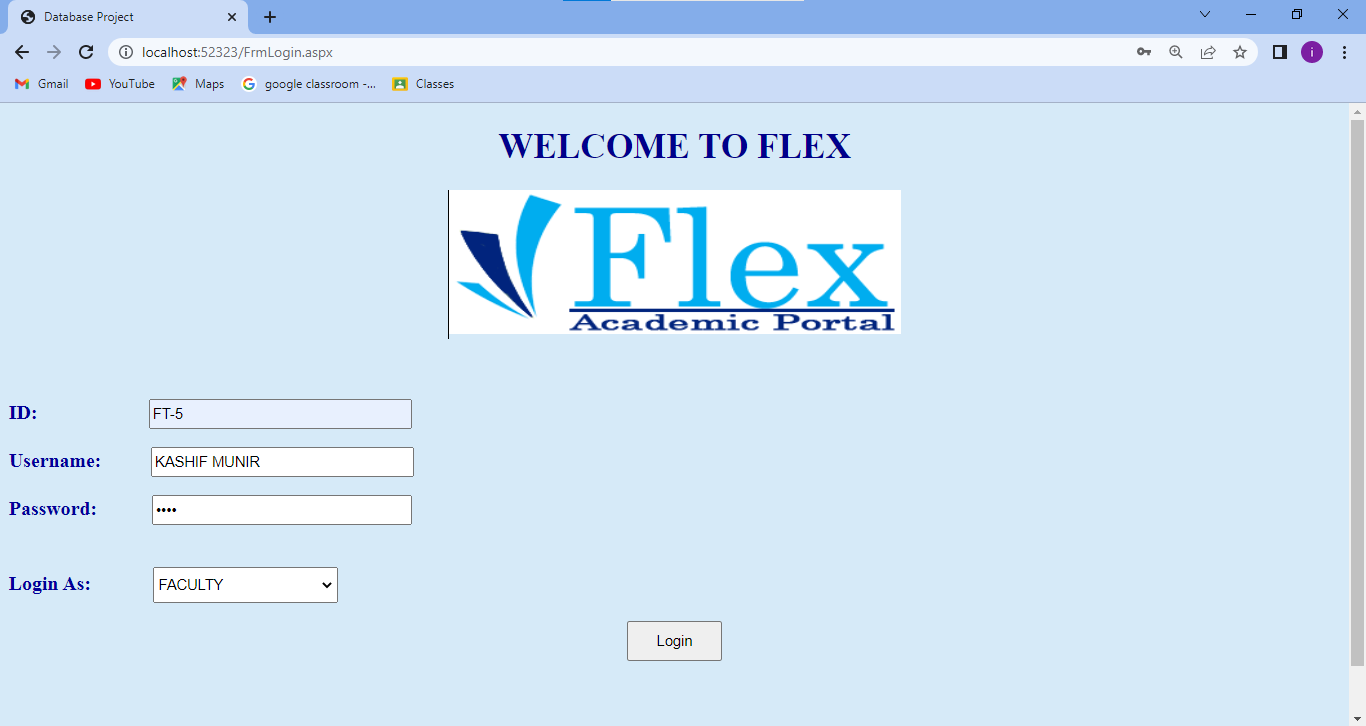 Database Project
localhost:52323/FrmLogin.aspx
i
Gmail YouTube Maps google classroom -... Classes
WELCOME TO FLEX
Flex
Academic Portal
ID: FT-5
Username: KASHIF MUNIR
Password: ••••
Login As: FACULTY
Login